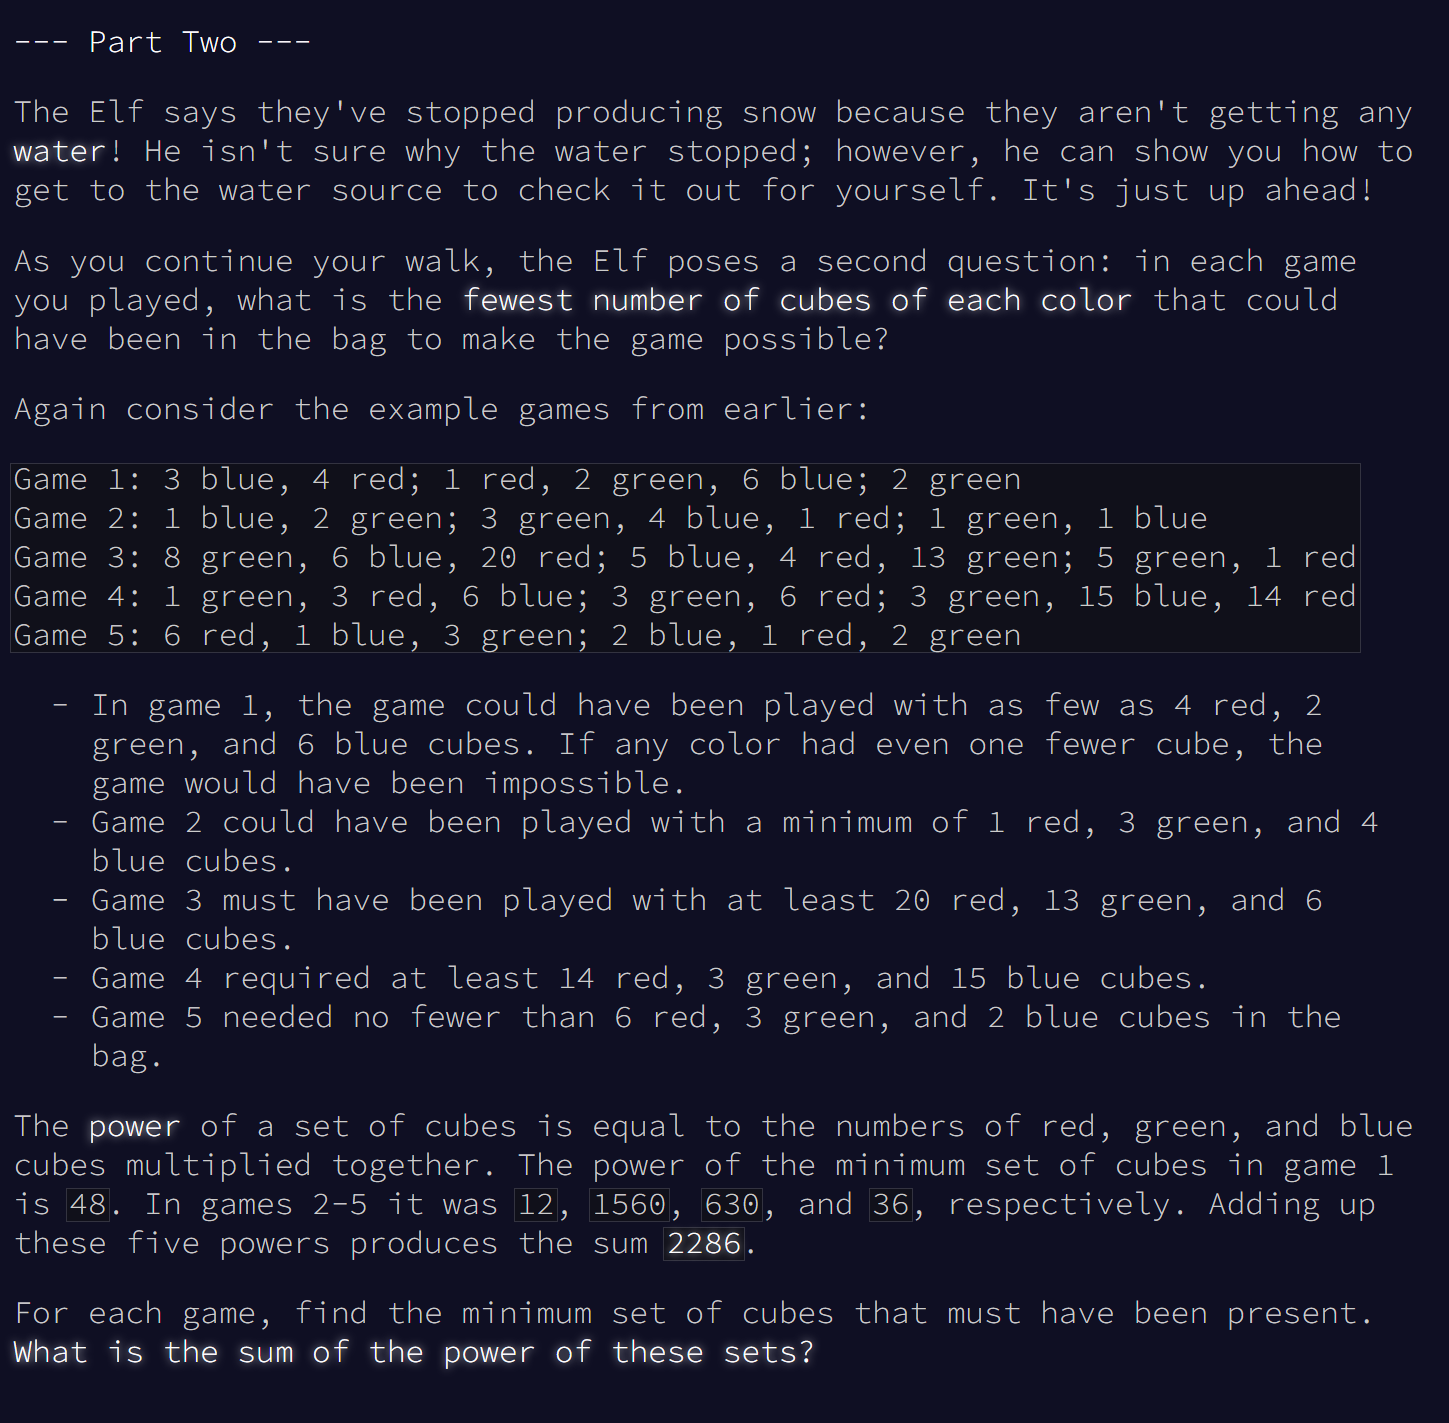 --- Part Two ---
The Elf says they've stopped producing snow because they aren't getting any
water! He isn't sure why the water stopped; however, he can show you how to
get to the water source to check it out for yourself. It's just up ahead!
As you continue your walk, the Elf poses a second question: in each game
you played, what is the fewest number of cubes of each color that could
have been in the bag to make the game possible?
Again consider the example games from earlier:
Game 1: 3 blue, 4 red; 1 red, 2 green, 6 blue; 2 green
Game 2: 1 blue, 2 green; 3 green, 4 blue, 1 red; 1 green, 1 blue
Game 3: 8 green, 6 blue, 20 red; 5 blue, 4 red, 13 green; 5 green, 1 red
Game 4: 1 green, 3 red, 6 blue; 3 green, 6 red; 3 green, 15 blue, 14 red
Game 5: 6 red, 1 blue, 3 green; 2 blue, 1 red, 2 green
- In game 1, the game could have been played with as few as 4 red, 2
green, and 6 blue cubes. If any color had even one fewer cube, the
game would have been impossible.
- Game 2 could have been played with a minimum of 1 red, 3 green, and 4
blue cubes.
- Game 3 must have been played with at least 20 red, 13 green, and 6
blue cubes.
- Game 4 required at least 14 red, 3 green, and 15 blue cubes.
- Game 5 needed no fewer than 6 red, 3 green, and 2 blue cubes in the
bag.
The power of a set of cubes is equal to the numbers of red, green, and blue
cubes multiplied together. The power of the minimum set of cubes in game 1
is 48. In games 2-5 it was 12, 1560, 630, and 36, respectively. Adding up
these five powers produces the sum 2286.
For each game, find the minimum set of cubes that must have been present.
What is the sum of the power of these sets?